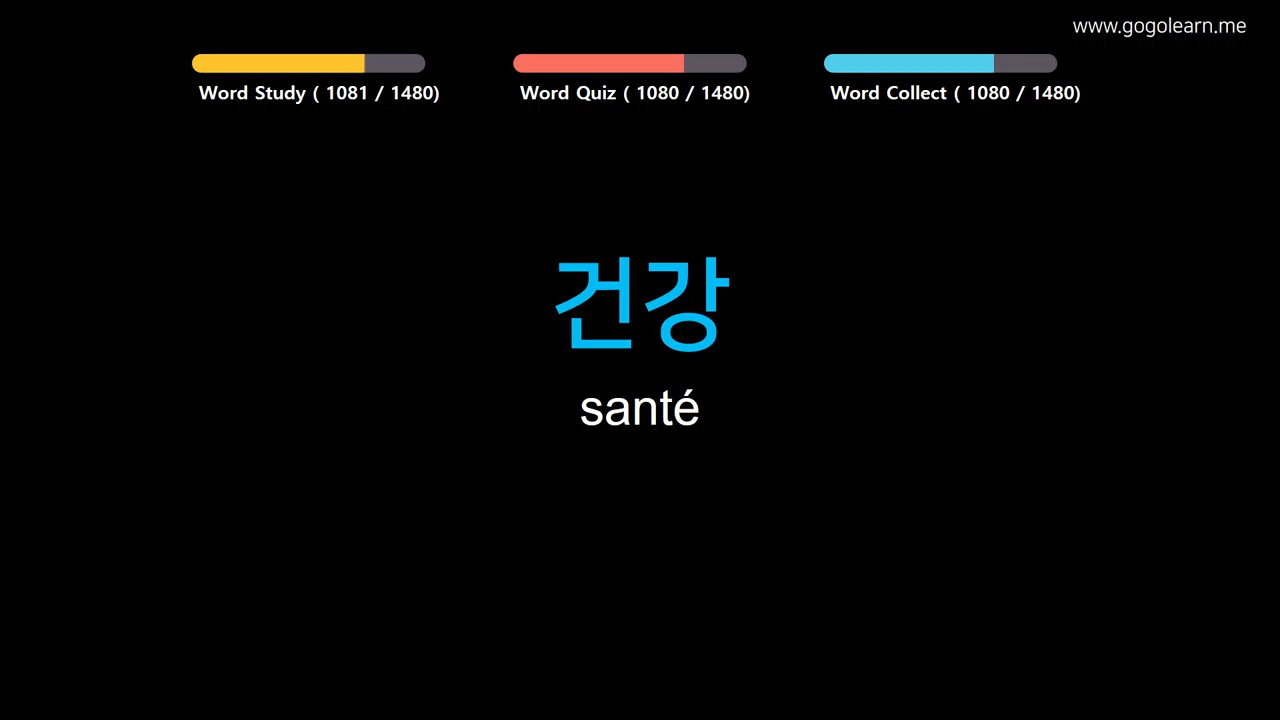 www.gogolearn.me
Word Study ( 1081 / 1480)
Word Quiz ( 1080 / 1480)
Word Collect ( 1080 / 1480)
건강
santé